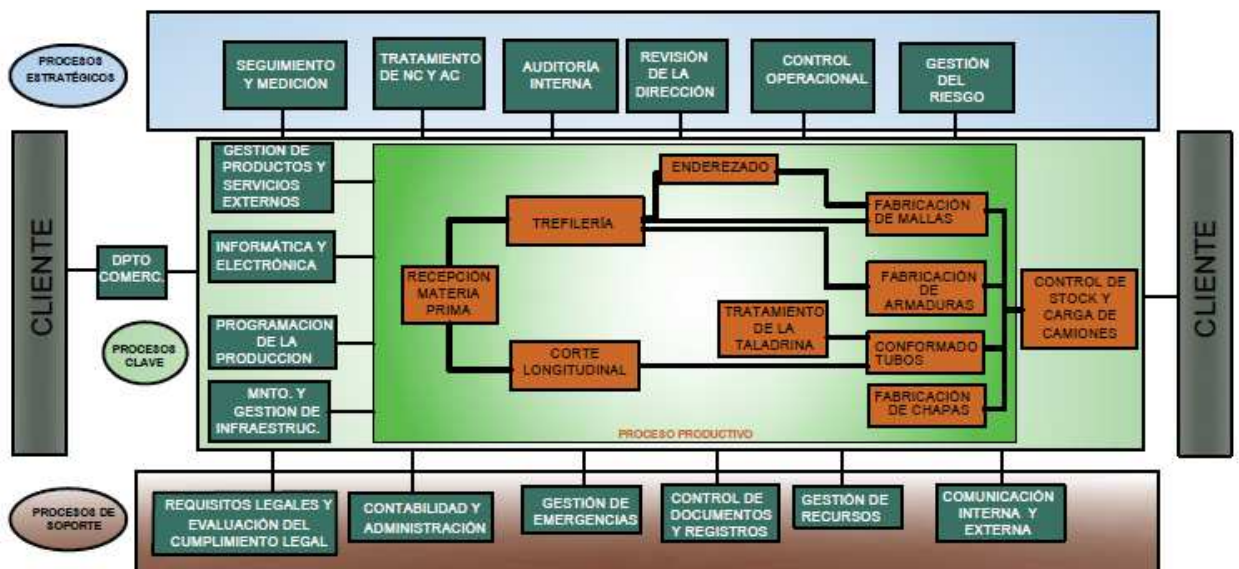 PROCESOS
ESTRATÉGICOS
SEGUIMIENTO
Y MEDICIÓN
TRATAMIENTO
DE NC Y AC
AUDITORÍA
INTERNA
REVISIÓN
DE LA
DIRECCIÓN
CONTROL
OPERACIONAL
GESTIÓN
DEL
RIESGO
CLIENTE
DPTO
COMERC.
PROCESOS
CLAVE
GESTION DE
PRODUCTOS Y
SERVICIOS
EXTERNOS
INFORMÁTICA Y
ELECTRÓNICA
PROGRAMACION
DE LA
PRODUCCION
MNTO. Y
GESTION DE
INFRAESTRUC.
RECEPCIÓN
MATERIA
PRIMA
TREFILERÍA
CORTE
LONGITUDINAL
ENDEREZADO
TRATAMIENTO
DE LA
TALADRINA
FABRICACIÓN
DE MALLAS
FABRICACIÓN
DE
ARMADURAS
CONFORMADO
TUBOS
FABRICACIÓN
DE CHAPAS
PROCESO PRODUCTIVO
CONTROL DE
STOCK Y
CARGA DE
CAMIONES
CLIENTE
PROCESOS DE
SOPORTE
REQUISITOS LEGALES Y
EVALUACIÓN DEL
CUMPLIMIENTO LEGAL
CONTABILIDAD Y
ADMINISTRACIÓN
GESTIÓN DE
EMERGENCIAS
CONTROL DE
DOCUMENTOS
Y REGISTROS
GESTIÓN DE
RECURSOS
COMUNICACIÓN
INTERNA Y
EXTERNA